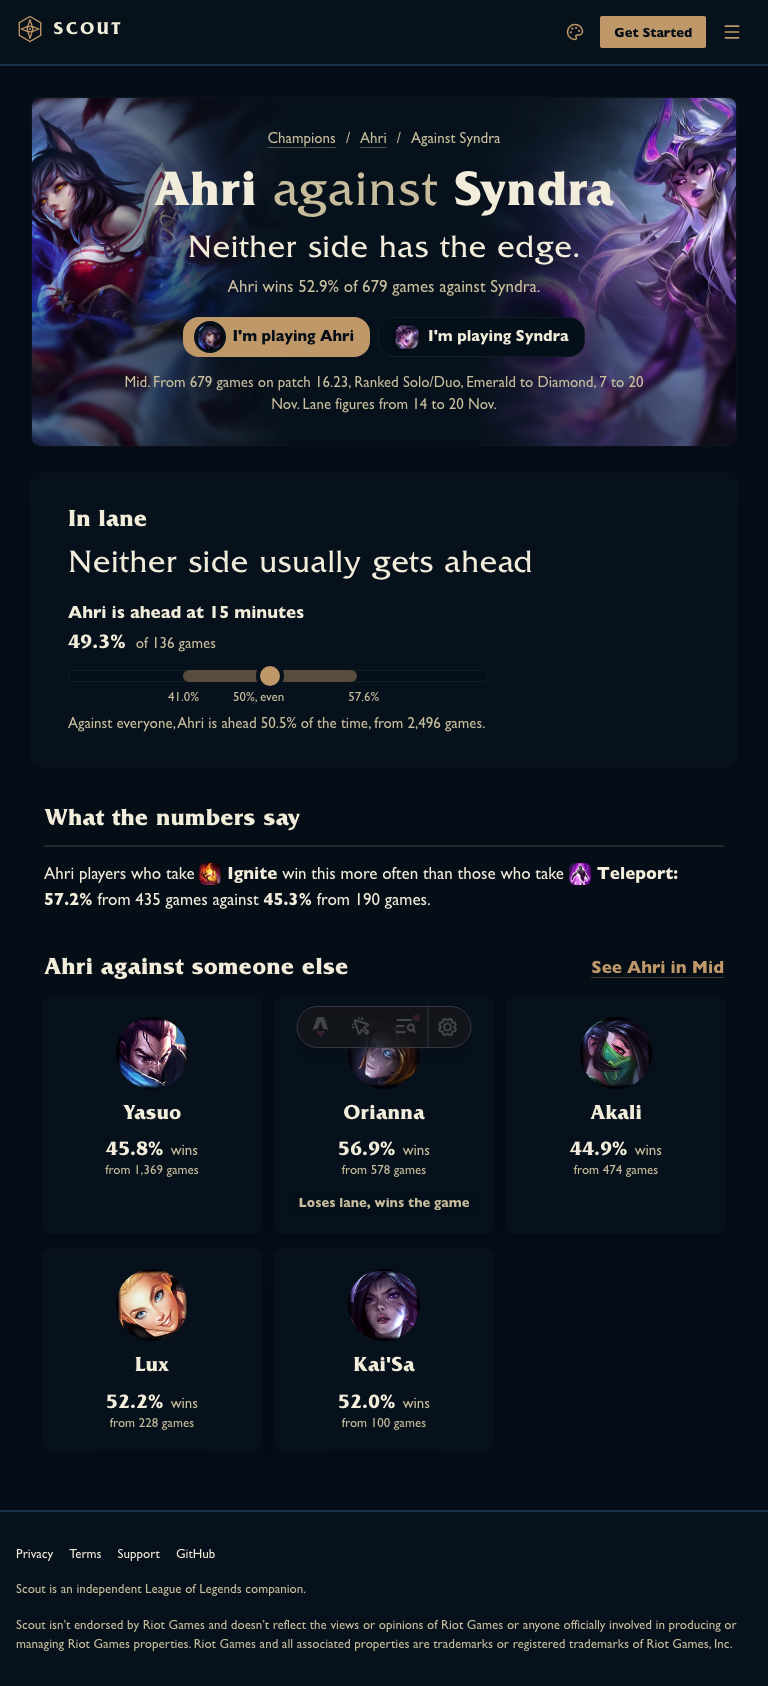 SCOUT
Get Started
Champions / Ahri / Against Syndra
Ahri against Syndra
Neither side has the edge.
Ahri wins 52.9% of 679 games against Syndra.
I'm playing Ahri
I'm playing Syndra
Mid. From 679 games on patch 16.23, Ranked Solo/Duo, Emerald to Diamond, 7 to 20
Nov. Lane figures from 14 to 20 Nov.
In lane
Neither side usually gets ahead
Ahri is ahead at 15 minutes
49.3% of 136 games
41.0% 50%, even 57.6%
Against everyone, Ahri is ahead 50.5% of the time, from 2,496 games.
What the numbers say
Ahri players who take Ignite win this more often than those who take Teleport:
57.2% from 435 games against 45.3% from 190 games.
Ahri against someone else
See Ahri in Mid
Yasuo
45.8% wins
from 1,369 games
Orianna
56.9% wins
from 578 games
Loses lane, wins the game
Akali
44.9% wins
from 474 games
Lux
52.2% wins
from 228 games
Kai'Sa
52.0% wins
from 100 games
Privacy Terms Support GitHub
Scout is an independent League of Legends companion.
Scout isn't endorsed by Riot Games and doesn't reflect the views or opinions of Riot Games or anyone officially involved in producing or
managing Riot Games properties. Riot Games and all associated properties are trademarks or registered trademarks of Riot Games, Inc.